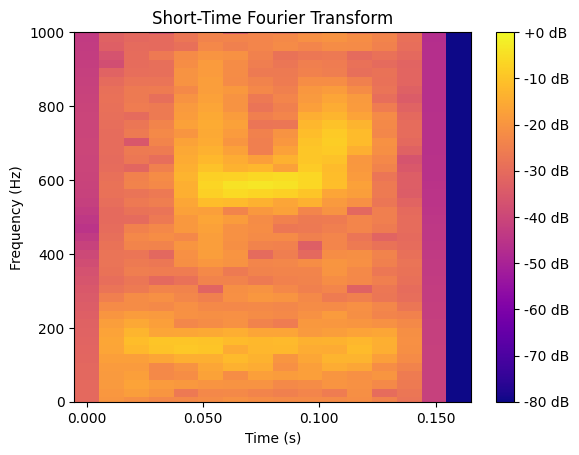 Short-Time Fourier Transform
1000
800
600
400
200
0
Frequency (Hz)
0.000
0.050
0.100
0.150
Time (s)
+0 dB
-10 dB
-20 dB
-30 dB
-40 dB
-50 dB
-60 dB
-70 dB
-80 dB